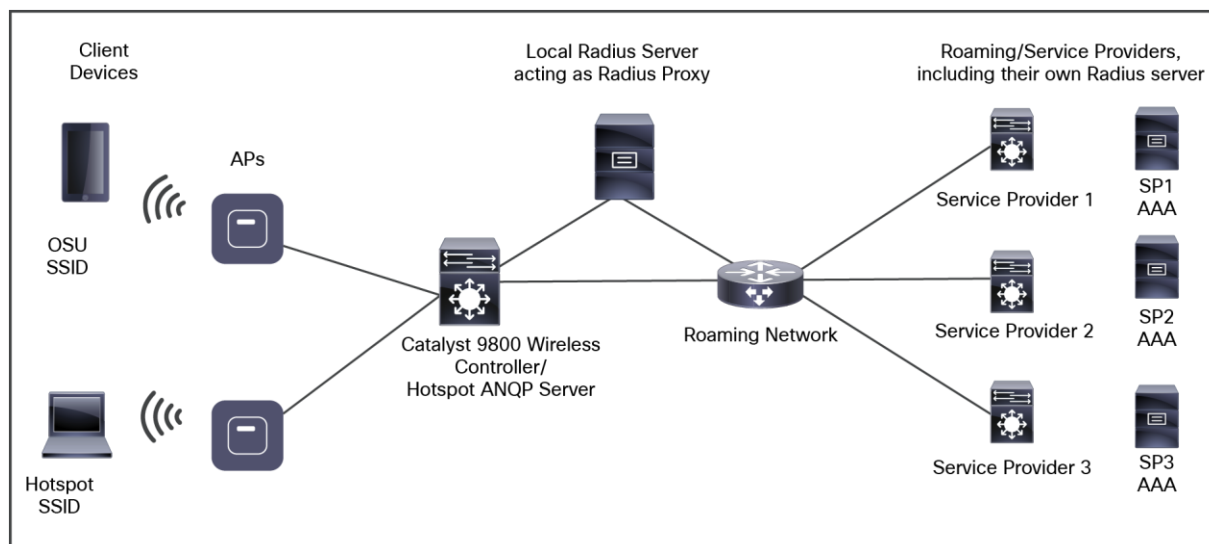 Client
Devices
Local Radius Server
acting as Radius Proxy
Roaming/Service Providers,
including their own Radius server
APs
OSU
SSID
Service Provider 1
SP1
AAA
Catalyst 9800 Wireless
Controller/
Hotspot ANQP Server
Roaming Network
Service Provider 2
SP2
AAA
Hotspot
SSID
Service Provider 3
SP3
AAA